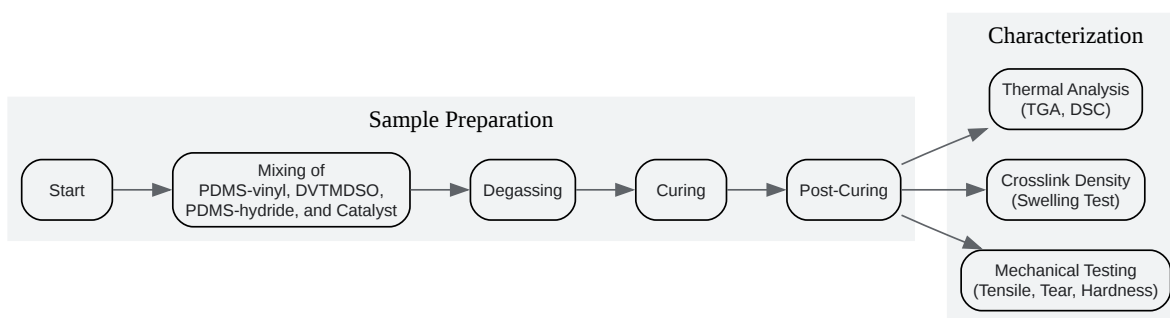 Sample Preparation
Start
Mixing of
PDMS-vinyl, DVTMDSO,
PDMS-hydride, and Catalyst
Degassing
Curing
Post-Curing
Characterization
Thermal Analysis
(TGA, DSC)
Crosslink Density
(Swelling Test)
Mechanical Testing
(Tensile, Tear, Hardness)